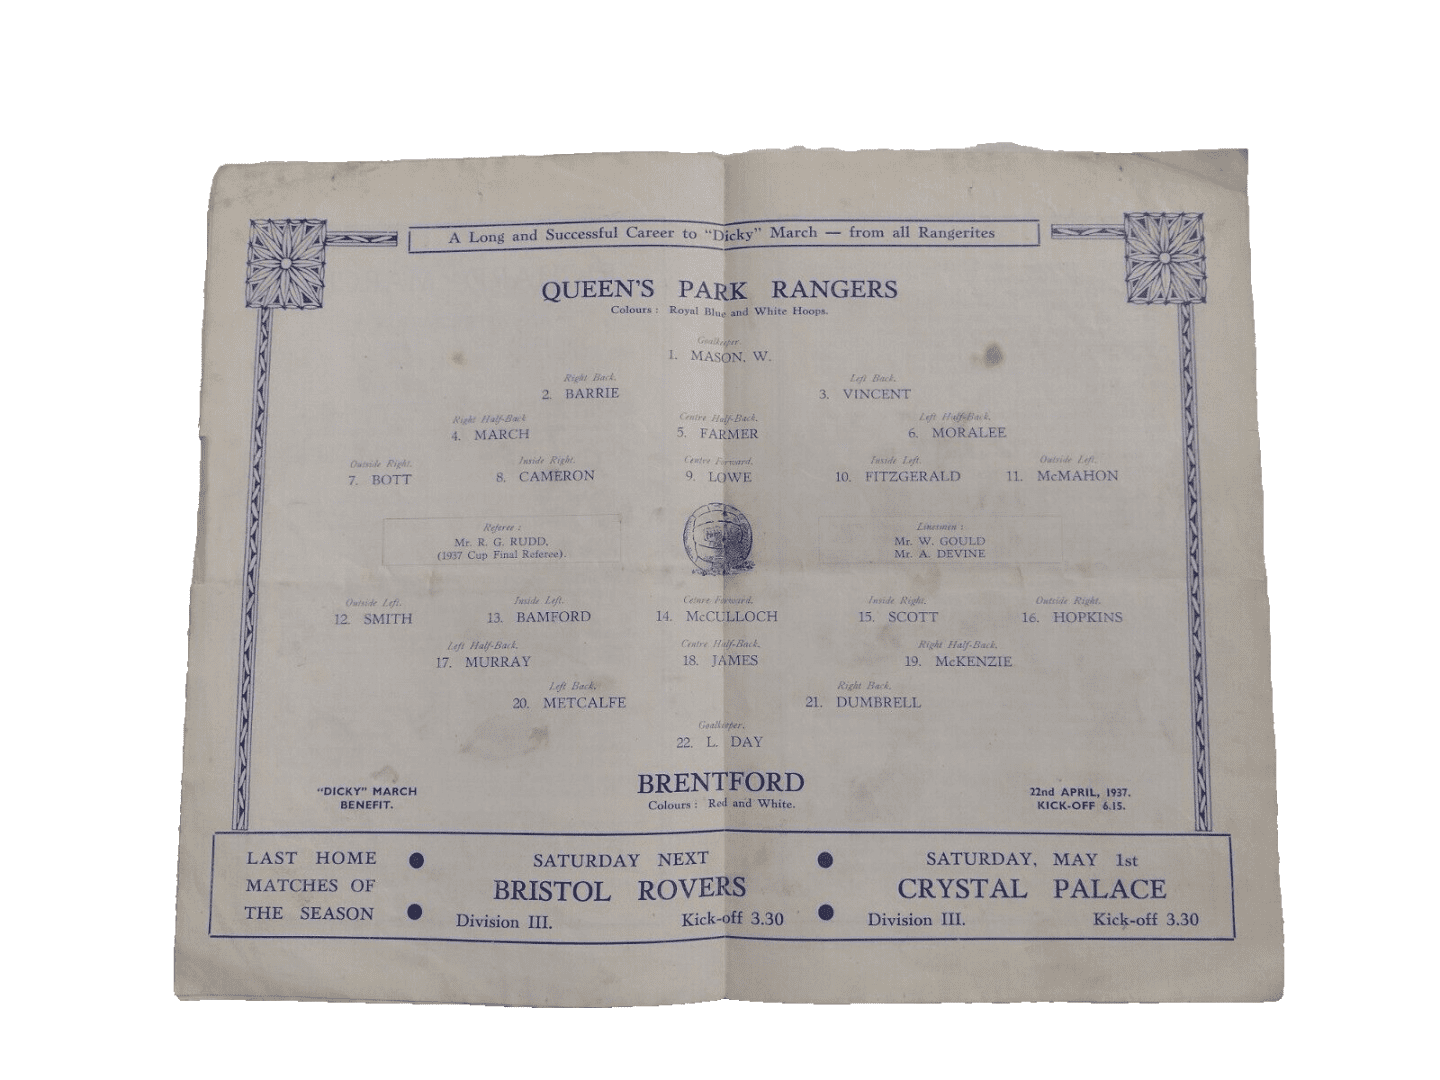 A Long and Successful Career to "Dicky" March — from all Rangerites
QUEEN'S PARK RANGERS
Colours : Royal Blue and White Hoops.
Goalkeeper.
1. MASON, W.
Right Back. Left Back.
2. BARRIE 3. VINCENT
Right Half-Back Centre Half-Back. Left Half-Back.
4. MARCH 5. FARMER 6. MORALEE
Outside Right. Inside Right. Centre Forward. Inside Left. Outside Left.
7. BOTT 8. CAMERON 9. LOWE 10. FITZGERALD 11. McMAHON
Referee : Linesmen :
Mr. R. G. RUDD, Mr. W. GOULD
(1937 Cup Final Referee). Mr. A. DEVINE
Outside Left. Inside Left. Cetnre Forward. Inside Right. Outside Right.
12. SMITH 13. BAMFORD 14. McCULLOCH 15. SCOTT 16. HOPKINS
Left Half-Back. Centre Half-Back. Right Half-Back.
17. MURRAY 18. JAMES 19. McKENZIE
Left Back. Right Back.
20. METCALFE 21. DUMBRELL
Goalkeeper.
22. L. DAY
BRENTFORD
Colours : Red and White.
"DICKY" MARCH
BENEFIT.
22nd APRIL, 1937.
KICK-OFF 6.15.
LAST HOME
MATCHES OF
THE SEASON
SATURDAY NEXT
BRISTOL ROVERS
Division III. Kick-off 3.30
SATURDAY, MAY 1st
CRYSTAL PALACE
Division III. Kick-off 3.30